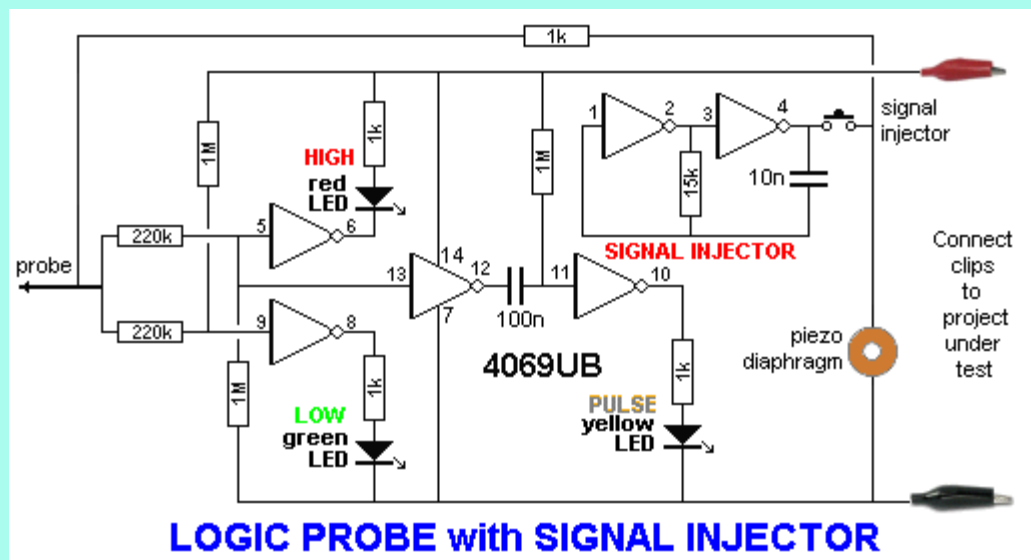 1k
1M
HIGH
red
LED
1k
1M
1
2
3
4
15k
10n
signal
injector
SIGNAL INJECTOR
probe
220k
220k
5
6
13
14
12
7
100n
11
10
9
8
4069UB
1M
LOW
green
LED
1k
PULSE
yellow
LED
1k
piezo
diaphragm
Connect
clips
to
project
under
test
LOGIC PROBE with SIGNAL INJECTOR